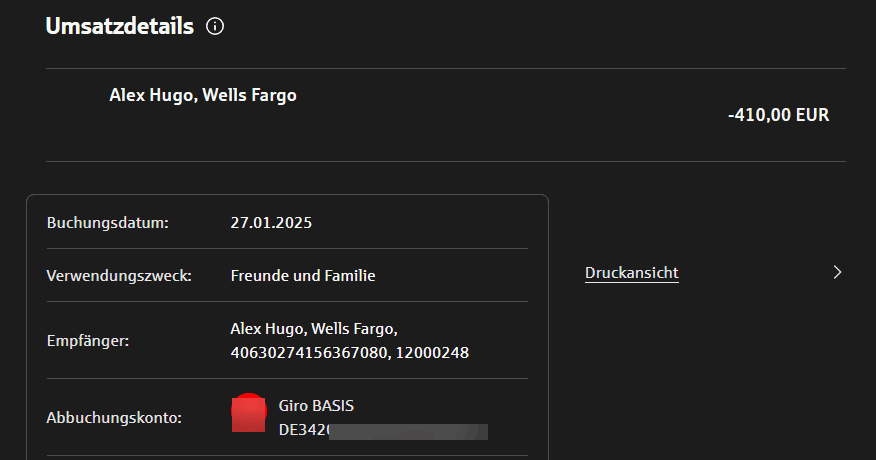 Umsatzdetails
Alex Hugo, Wells Fargo
-410,00 EUR
Buchungsdatum: 27.01.2025
Verwendungszweck: Freunde und Familie
Druckansicht
Empfänger: Alex Hugo, Wells Fargo,
40630274156367080, 12000248
Abbuchungskonto: Giro BASIS
DE342